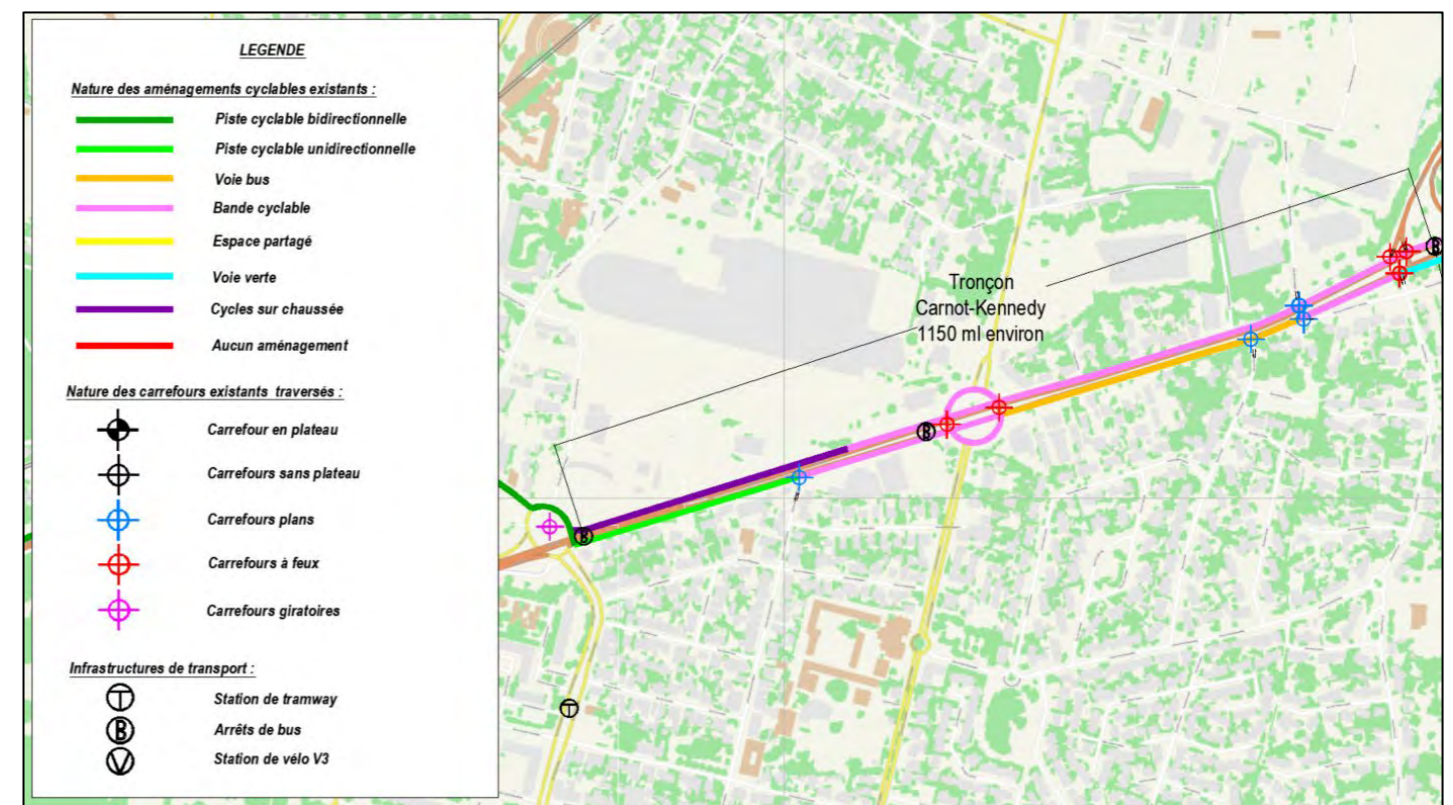 LEGENDE
Nature des aménagements cyclables existants :
Piste cyclable bidirectionnelle
Piste cyclable unidirectionnelle
Voie bus
Bande cyclable
Espace partagé
Voie verte
Cycles sur chaussée
Aucun aménagement
Nature des carrefours existants traversés :
Carrefour en plateau
Carrefours sans plateau
Carrefours plans
Carrefours à feux
Carrefours giratoires
Infrastructures de transport :
T Station de tramway
B Arrêts de bus
V Station de vélo V3
Tronçon
Carnot-Kennedy
1150 ml environ
B
B
B
T